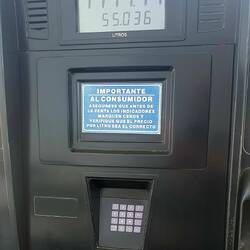 55.036
LITROS
IMPORTANTE
AL CONSUMIDOR
ASEGURESE QUE ANTES DE
LA VENTA LOS INDICADORES
MARQUEN CEROS Y
VERIFIQUE QUE EL PRECIO
POR LITRO SEA EL CORRECTO